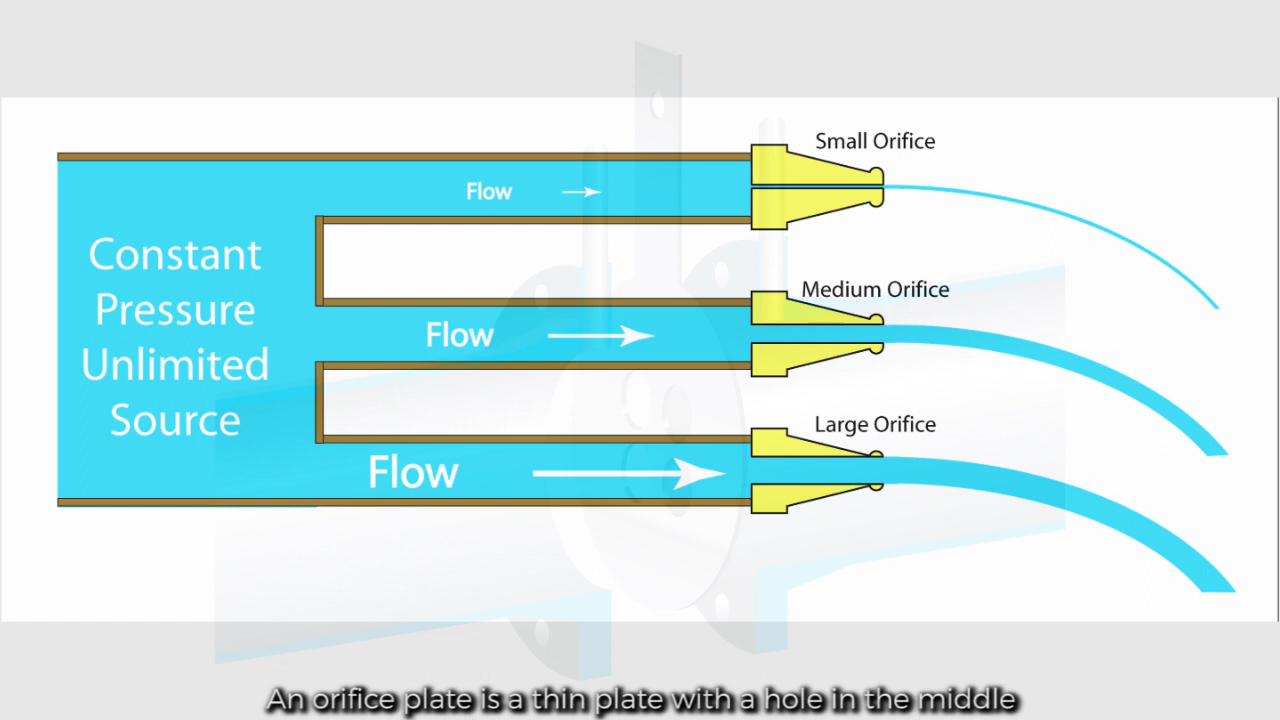 Small Orifice
Flow
Constant
Pressure
Unlimited
Source
Medium Orifice
Flow
Large Orifice
Flow
An orifice plate is a thin plate with a hole in the middle